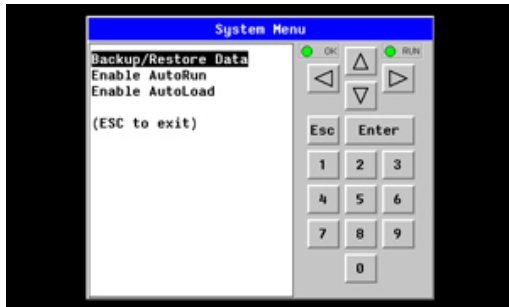 System Menu
Backup/Restore Data
Enable AutoRun
Enable AutoLoad
(ESC to exit)
OK
RUN
Esc
Enter
1 2 3
4 5 6
7 8 9
0